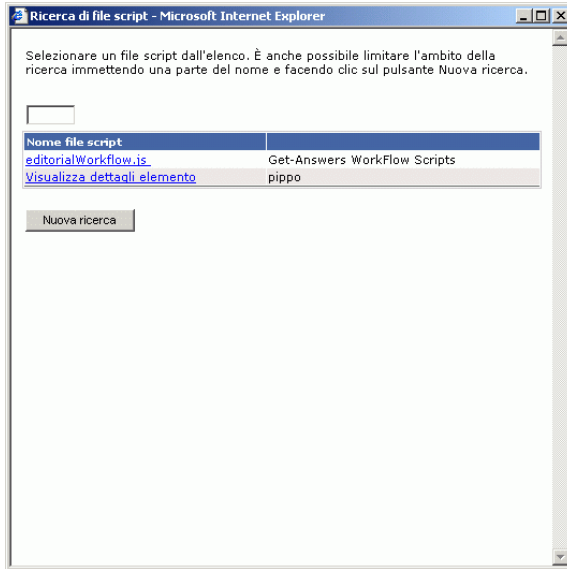 Ricerca di file script - Microsoft Internet Explorer
Selezionare un file script dall'elenco. È anche possibile limitare l'ambito della
ricerca immettendo una parte del nome e facendo clic sul pulsante Nuova ricerca.
Nome file script
editorialWorkflow.js Get-Answers WorkFlow Scripts
Visualizza dettagli elemento pippo
Nuova ricerca